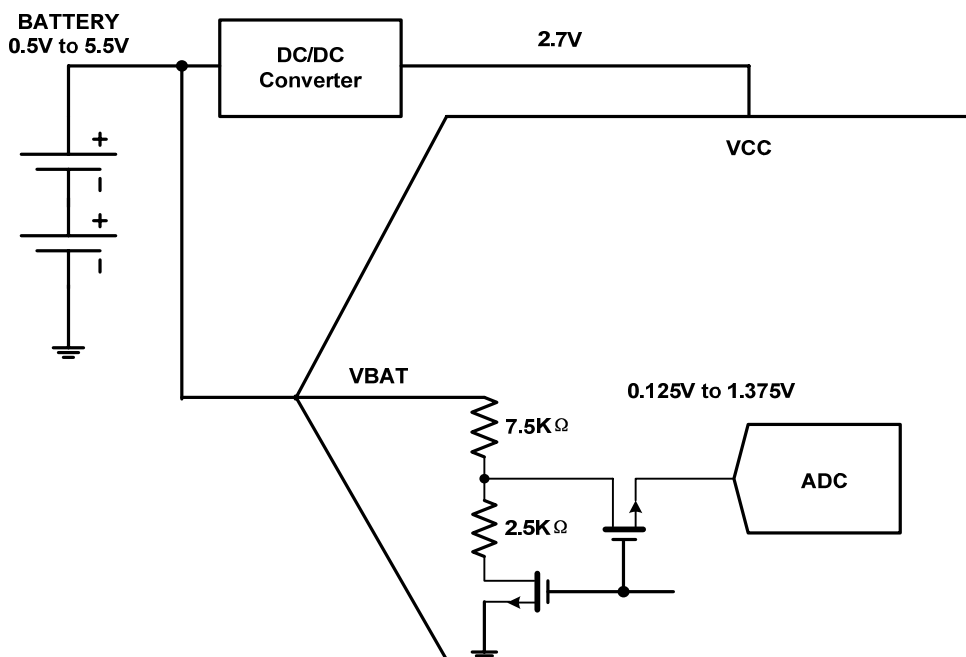 BATTERY
0.5V to 5.5V
DC/DC
Converter
2.7V
VCC
+
+
VBAT
0.125V to 1.375V
7.5KΩ
ADC
2.5KΩ